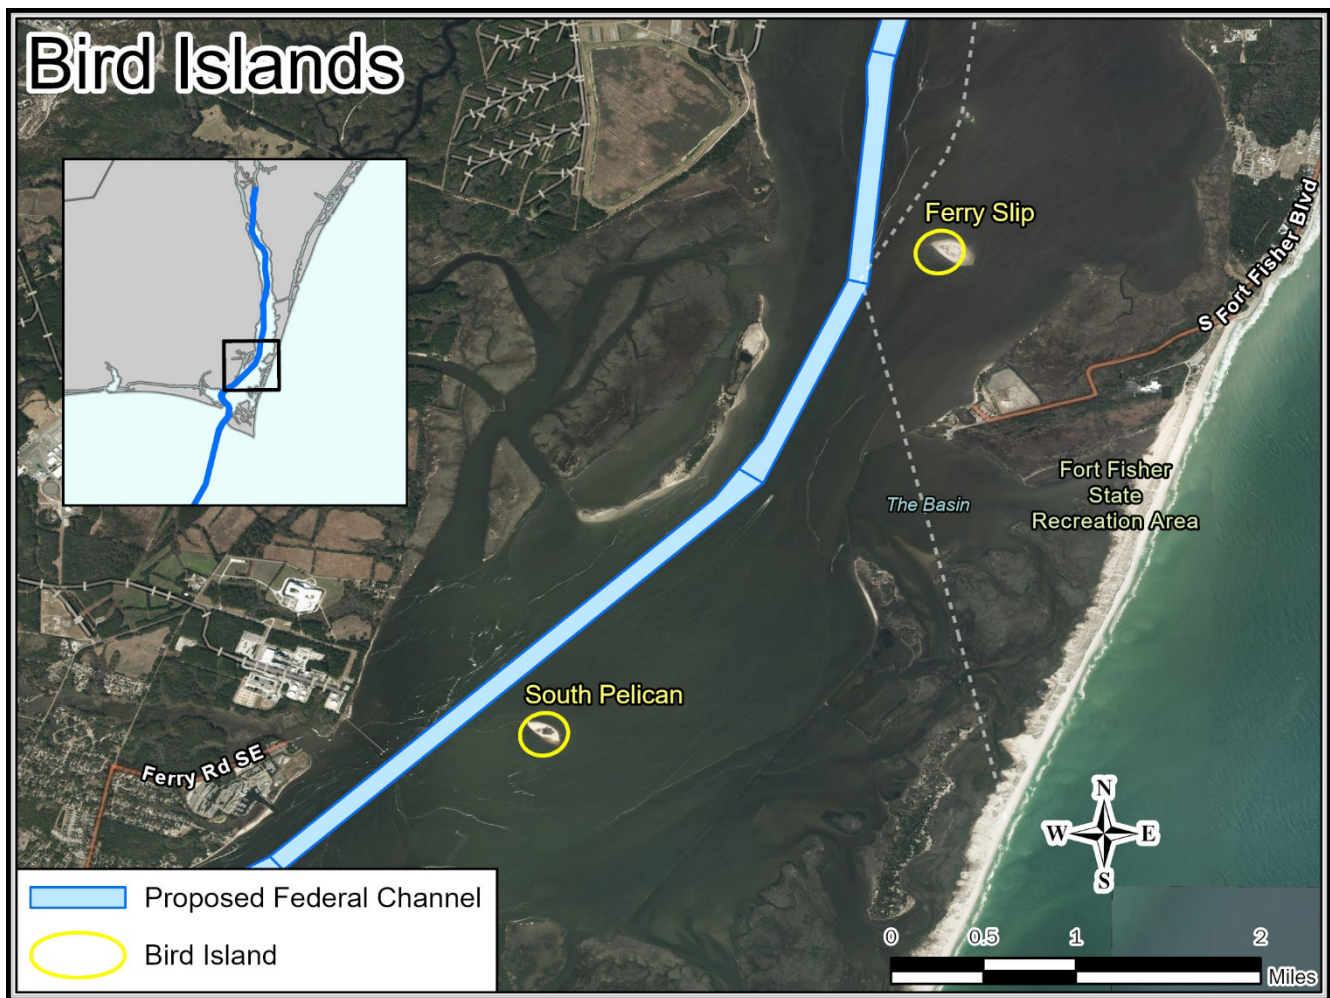 Bird Islands
Ferry Slip
S Fort Fisher Blvd
Fort Fisher
State
Recreation Area
The Basin
South Pelican
Ferry Rd SE
N
W E
S
Proposed Federal Channel
Bird Island
0 0.5 1 2
Miles